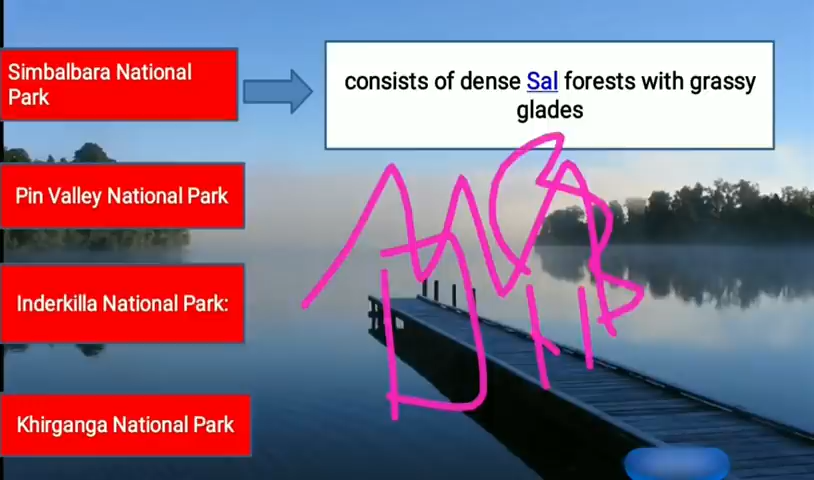 Simbalbara National
Park
consists of dense Sal forests with grassy
glades
Pin Valley National Park
Inderkilla National Park:
Khirganga National Park